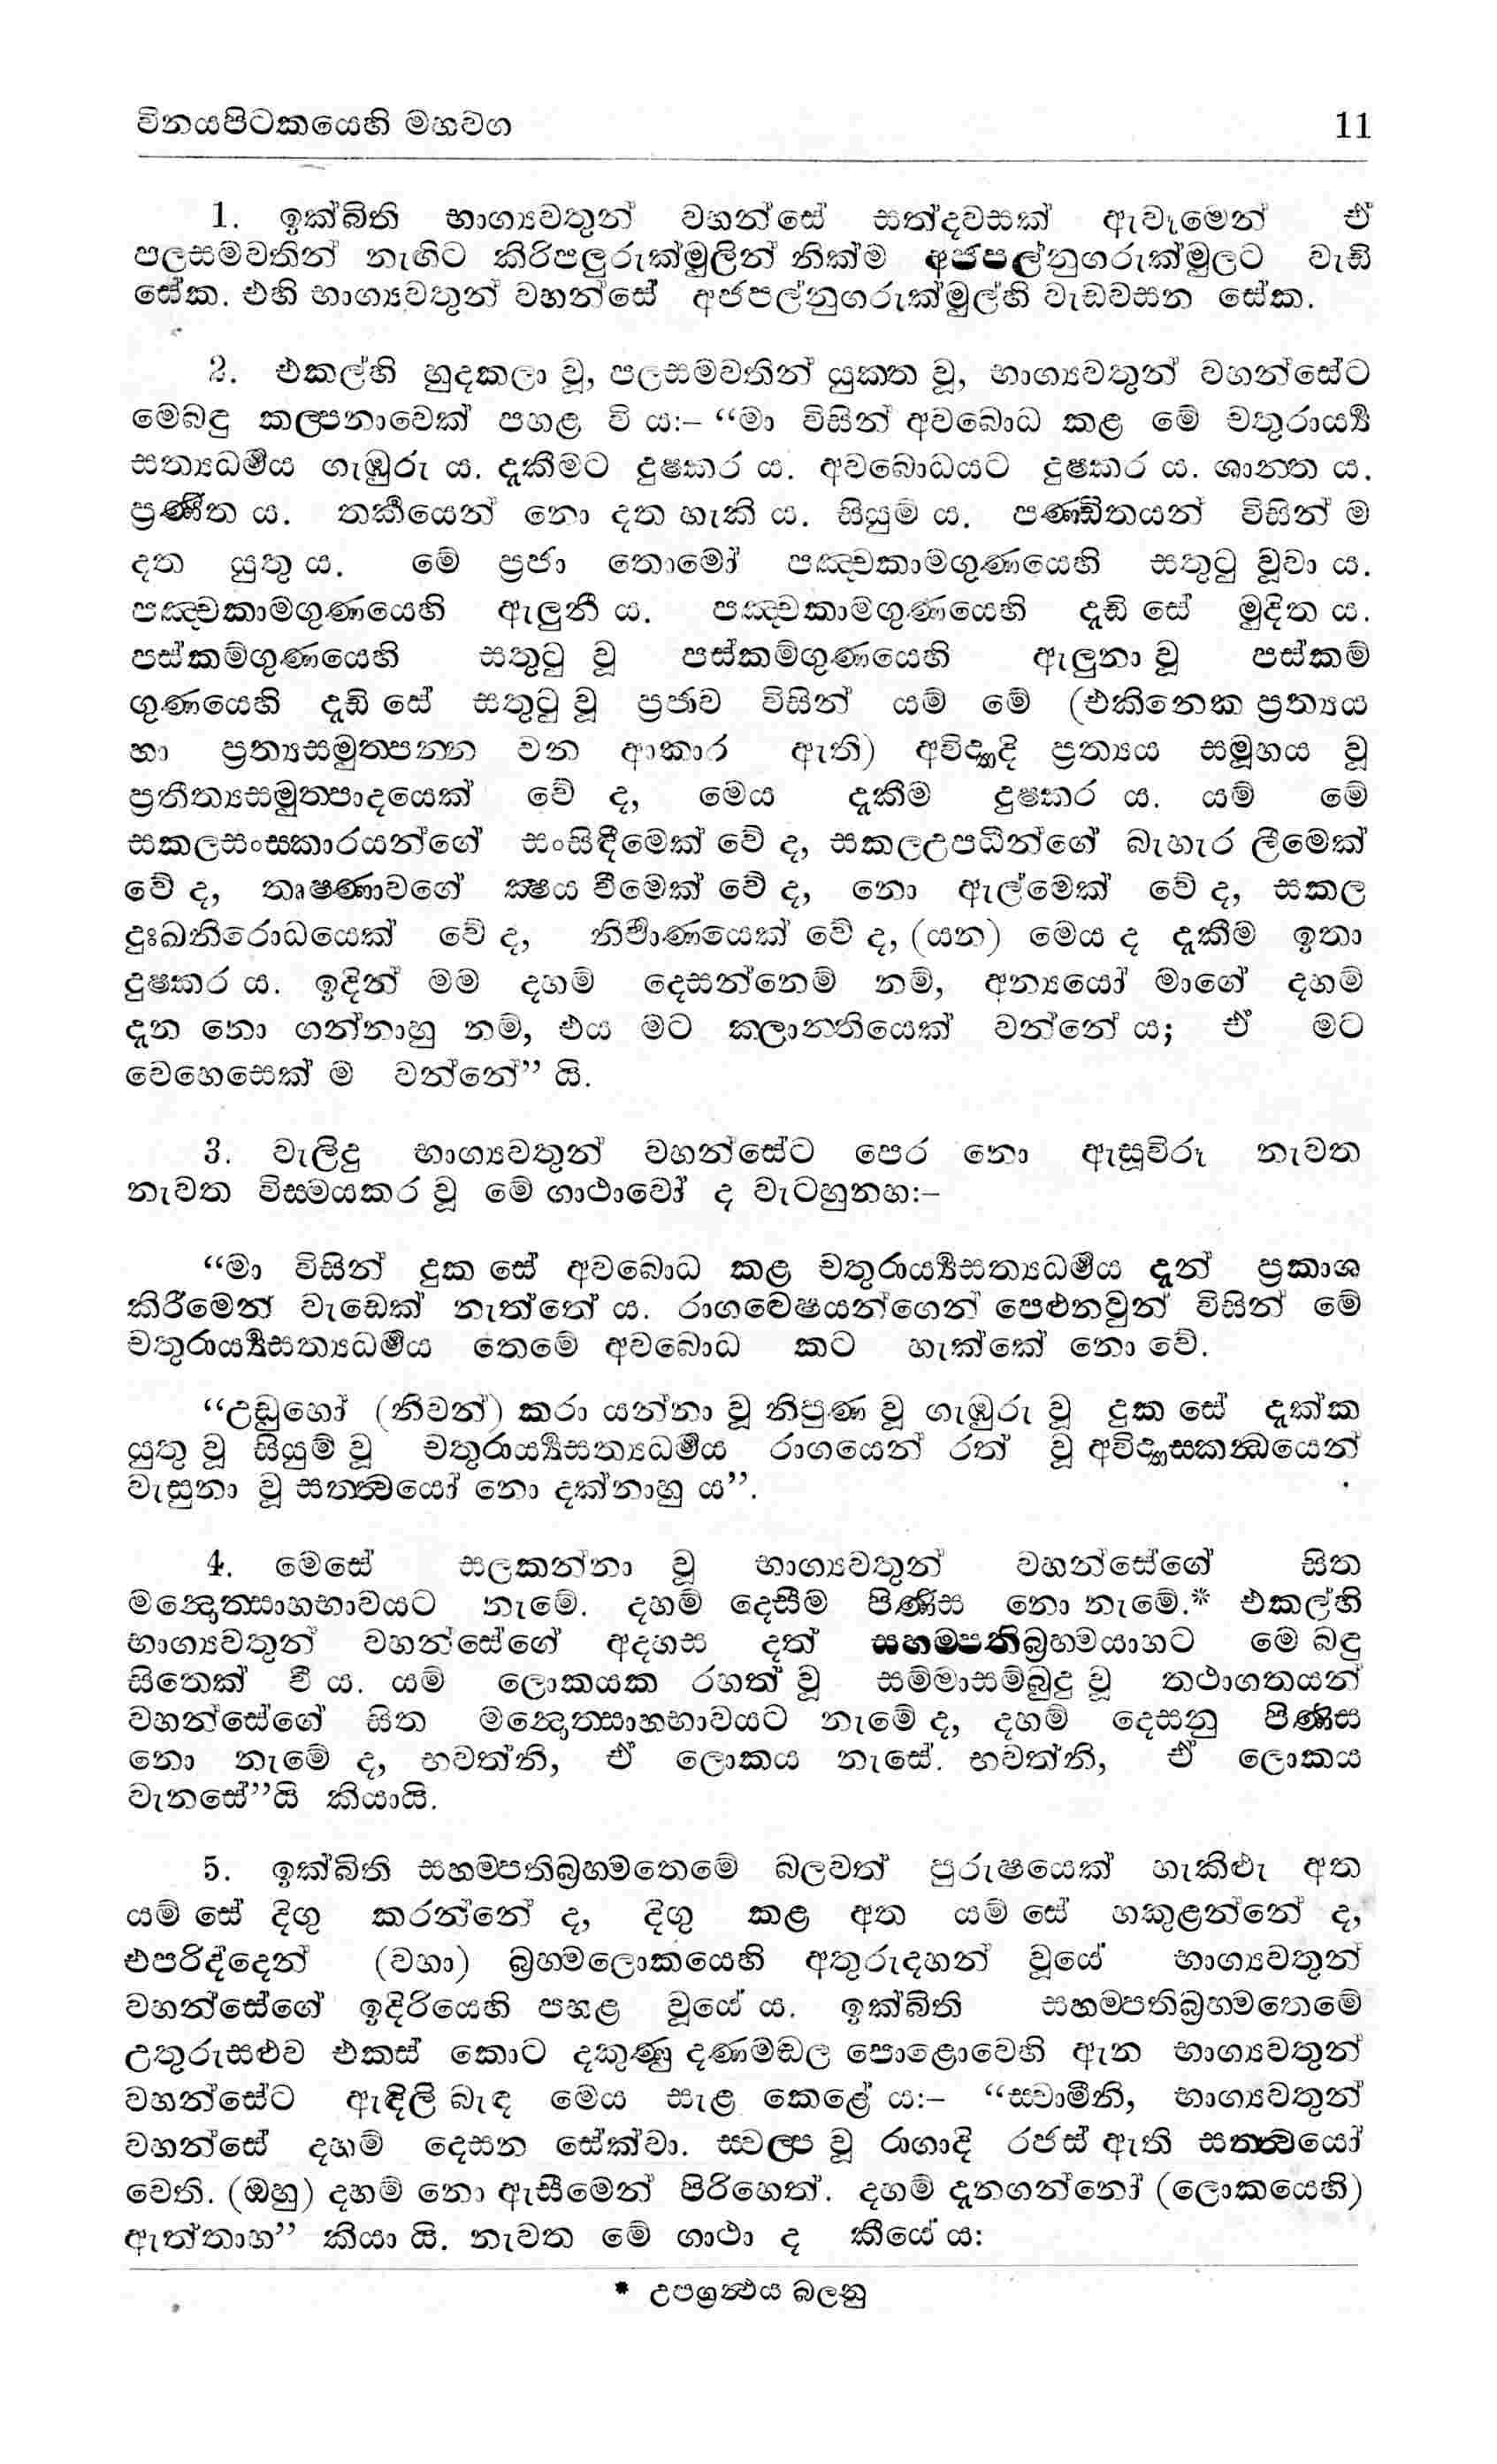 විනයපිටකයෙහි මහවග 11
1. ඉක්බිති භාග්‍යවතුන් වහන්සේ සත්දවසක් ඇවෑමෙන් ඒ
පලසමවතින් නැඟිට කිරිපලුරුක්මුලින් නික්ම අජපල්නුගරුක්මුලට වැඩි
සේක. එහි භාග්‍යවතුන් වහන්සේ අජපල්නුගරුක්මුල්හි වැඩවසන සේක.
2. එකල්හි හුදකලා වූ, පලසමවතින් යුක්ත වූ, භාග්‍යවතුන් වහන්සේට
මෙබඳු කල්පනාවෙක් පහළ වි ය:– “මා විසින් අවබොධ කළ මේ චතුරාර්‍ය්‍ය
සත්‍යධර්‍මය ගැඹුරු ය. දැකීමට දුෂ්කර ය. අවබොධයට දුෂ්කර ය. ශාන්ත ය.
ප්‍රණීත ය. තර්‍කයෙන් නො දත හැකි ය. සියුම් ය. පණ්ඩිතයන් විසින් ම
දත යුතු ය. මේ ප්‍රජා තොමෝ පඤ්චකාමගුණයෙහි සතුටු වූවා ය.
පඤ්චකාමගුණයෙහි ඇලුනී ය. පඤ්චකාමගුණයෙහි දැඩි සේ මුදිත ය.
පස්කම්ගුණයෙහි සතුටු වූ පස්කම්ගුණයෙහි ඇලුනා වූ පස්කම්
ගුණයෙහි දැඩි සේ සතුටු වූ ප්‍රජාව විසින් යම් මේ (එකිනෙක ප්‍රත්‍යය
හා ප්‍රත්‍යසමුත්පන්න වන ආකාර ඇති) අවිද්‍යාදි ප්‍රත්‍යය සමූහය වූ
ප්‍රතීත්‍යසමුත්පාදයෙක් වේ ද, මෙය දැකීම දුෂ්කර ය. යම් මේ
සකලසංස්කාරයන්ගේ සංසිඳීමෙක් වේ ද, සකලඋපධීන්ගේ බැහැර ලීමෙක්
වේ ද, තෘෂ්ණාවගේ ක්ෂය වීමෙක් වේ ද, නො ඇල්මෙක් වේ ද, සකල
දුඃඛනිරොධයෙක් වේ ද, නිර්‍වාණයෙක් වේ ද, (යන) මෙය ද දැකීම ඉතා
දුෂ්කර ය. ඉදින් මම දහම් දෙසන්නෙම් නම්, අන්‍යයෝ මාගේ දහම්
දැන නො ගන්නාහු නම්, එය මට ක්ලාන්තියෙක් වන්නේ ය; ඒ මට
වෙහෙසෙක් ම වන්නේ” යි.
3. වැලිදු භාග්‍යවතුන් වහන්සේට පෙර නො ඇසූවිරූ නැවත
නැවත විස්මයකර වූ මේ ගාථාවෝ ද වැටහුනහ:–
“මා විසින් දුක සේ අවබොධ කළ චතුරාර්‍ය්‍යසත්‍යධර්‍මය දැන් ප්‍රකාශ
කිරීමෙන් වැඩෙක් නැත්තේ ය. රාගද්වෙෂයන්ගෙන් පෙළුනවුන් විසින් මේ
චතුරාර්‍ය්‍යසත්‍යධර්‍මය තෙමේ අවබොධ කට හැක්කේ නො වේ.
“උඩුහෝ (නිවන්) කරා යන්නා වූ නිපුණ වූ ගැඹුරු වූ දුක සේ දැක්ක
යුතු වූ සියුම් වූ චතුරාර්‍ය්‍යසත්‍යධර්‍මය රාගයෙන් රත් වූ අවිද්‍යාස්කන්ධයෙන්
වැසුනා වූ සත්ත්වයෝ නො දක්නාහු ය”.
4. මෙසේ සලකන්නා වූ භාග්‍යවතුන් වහන්සේගේ සිත
මන්දොත්සාහභාවයට නැමේ. දහම් දෙසීම පිණිස නො නැමේ.* එකල්හි
භාග්‍යවතුන් වහන්සේගේ අදහස දත් සහම්පතිබ්‍රහ්මයාහට මෙ බඳු
සිතෙක් වී ය. යම් ලොකයක රහත් වූ සම්මාසම්බුදු වූ තථාගතයන්
වහන්සේගේ සිත මන්දොත්සාහභාවයට නැමේ ද, දහම් දෙසනු පිණිස
නො නැමේ ද, භවත්නි, ඒ ලොකය නැසේ. භවත්නි, ඒ ලොකය
වැනසේ”යි කියායි.
5. ඉක්බිති සහම්පතිබ්‍රහ්මතෙමේ බලවත් පුරුෂයෙක් හැකිළූ අත
යම් සේ දිගු කරන්නේ ද, දිගු කළ අත යම් සේ හකුළන්නේ ද,
එපරිද්දෙන් (වහා) බ්‍රහ්මලොකයෙහි අතුරුදහන් වූයේ භාග්‍යවතුන්
වහන්සේගේ ඉදිරියෙහි පහළ වූයේ ය. ඉක්බිති සහම්පතිබ්‍රහ්මතෙමේ
උතුරුසළුව එකස් කොට දකුණු දණමඬල පොළොවෙහි ඇන භාග්‍යවතුන්
වහන්සේට ඇඳිලි බැඳ මෙය සැළ කෙළේ ය:– “ස්වාමීනි, භාග්‍යවතුන්
වහන්සේ දහම් දෙසන සේක්වා. ස්වල්ප වූ රාගාදි රජස් ඇති සත්ත්වයෝ
වෙති. (ඔහු) දහම් නො ඇසීමෙන් පිරිහෙත්. දහම් දැනගන්නෝ (ලොකයෙහි)
ඇත්තාහ” කියා යි. නැවත මේ ගාථා ද කීයේ ය:
* උපග්‍රන්ථය බලනු